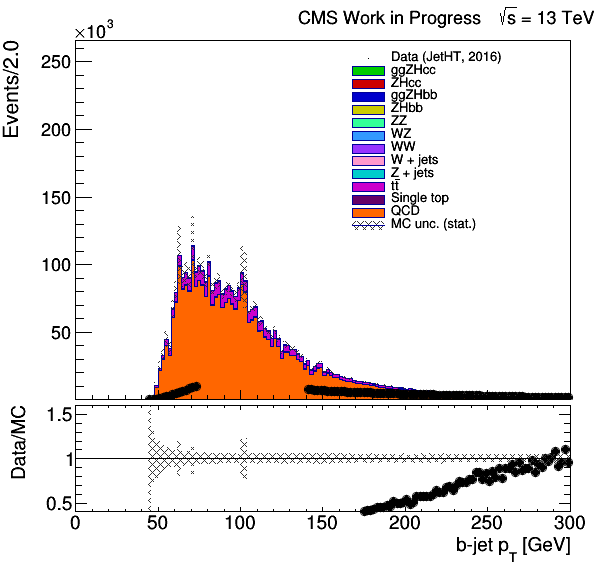 CMS Work in Progress √s = 13 TeV
×10³
Events/2.0
250
200
150
100
50
Data (JetHT, 2016)
ggZHcc
ZHcc
ggZHbb
ZHbb
ZZ
WZ
WW
W + jets
Z + jets
tt̄
Single top
QCD
MC unc. (stat.)
Data/MC
1.5
1
0.5
0 50 100 150 200 250 300
b-jet p_T [GeV]